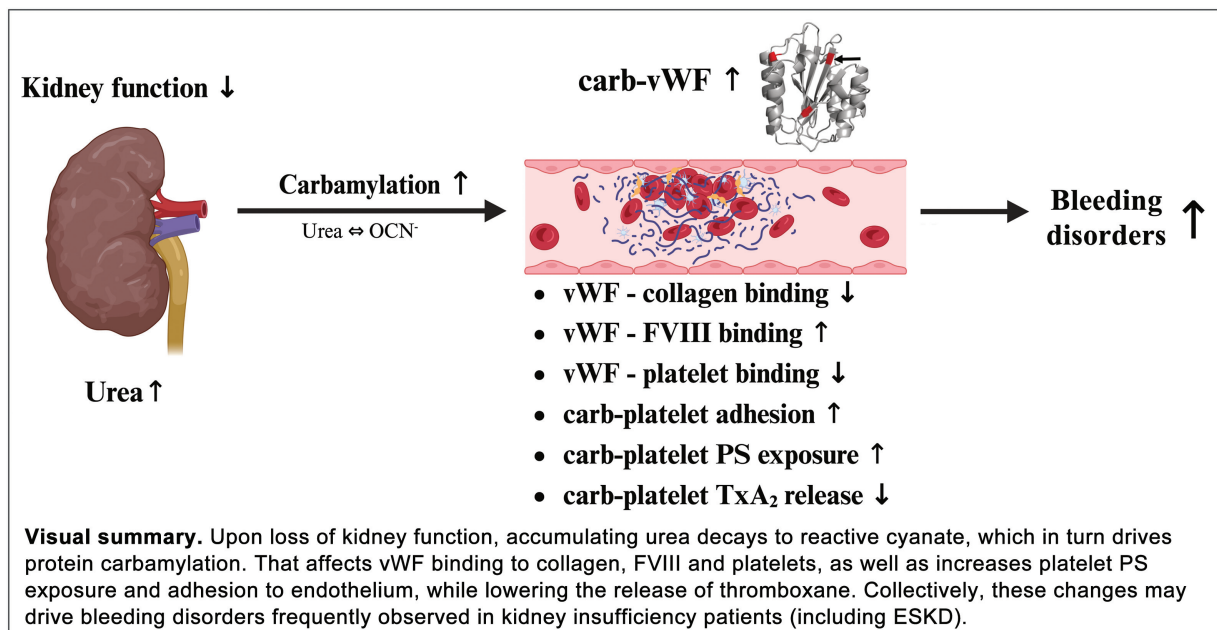 Kidney function ↓
carb-vWF ↑
Carbamylation ↑
Urea ⇔ OCN⁻
Bleeding
disorders ↑
Urea↑
• vWF - collagen binding ↓
• vWF - FVIII binding ↑
• vWF - platelet binding ↓
• carb-platelet adhesion ↑
• carb-platelet PS exposure ↑
• carb-platelet TxA₂ release ↓
Visual summary. Upon loss of kidney function, accumulating urea decays to reactive cyanate, which in turn drives
protein carbamylation. That affects vWF binding to collagen, FVIII and platelets, as well as increases platelet PS
exposure and adhesion to endothelium, while lowering the release of thromboxane. Collectively, these changes may
drive bleeding disorders frequently observed in kidney insufficiency patients (including ESKD).